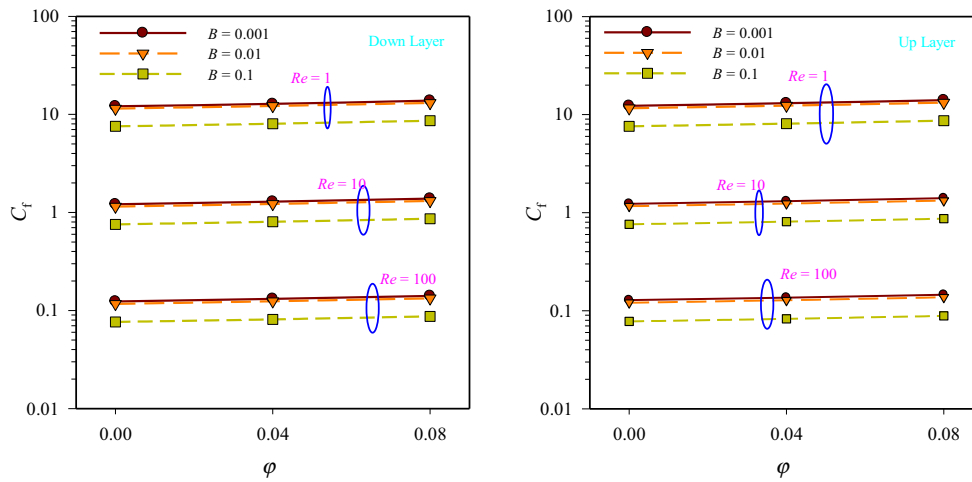 100
10
1
0.1
0.01
C_f
B = 0.001
B = 0.01
B = 0.1
Down Layer
Re = 1
Re = 10
Re = 100
0.00 0.04 0.08
φ
100
10
1
0.1
0.01
C_f
B = 0.001
B = 0.01
B = 0.1
Up Layer
Re = 1
Re = 10
Re = 100
0.00 0.04 0.08
φ